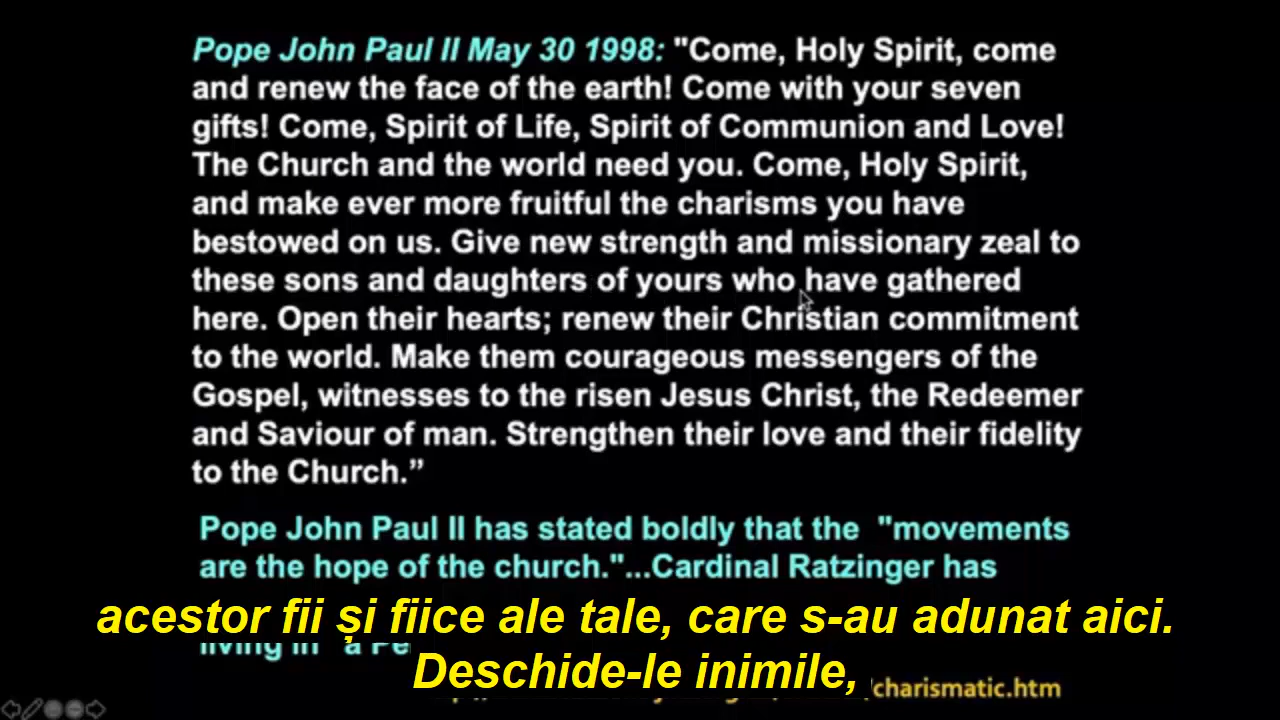 Pope John Paul II May 30 1998: "Come, Holy Spirit, come
and renew the face of the earth! Come with your seven
gifts! Come, Spirit of Life, Spirit of Communion and Love!
The Church and the world need you. Come, Holy Spirit,
and make ever more fruitful the charisms you have
bestowed on us. Give new strength and missionary zeal to
these sons and daughters of yours who have gathered
here. Open their hearts; renew their Christian commitment
to the world. Make them courageous messengers of the
Gospel, witnesses to the risen Jesus Christ, the Redeemer
and Saviour of man. Strengthen their love and their fidelity
to the Church.”
Pope John Paul II has stated boldly that the "movements
are the hope of the church."...Cardinal Ratzinger has
acestor fii și fiice ale tale, care s-au adunat aici.
living in "a
Deschide-le inimile,
/charismatic.htm